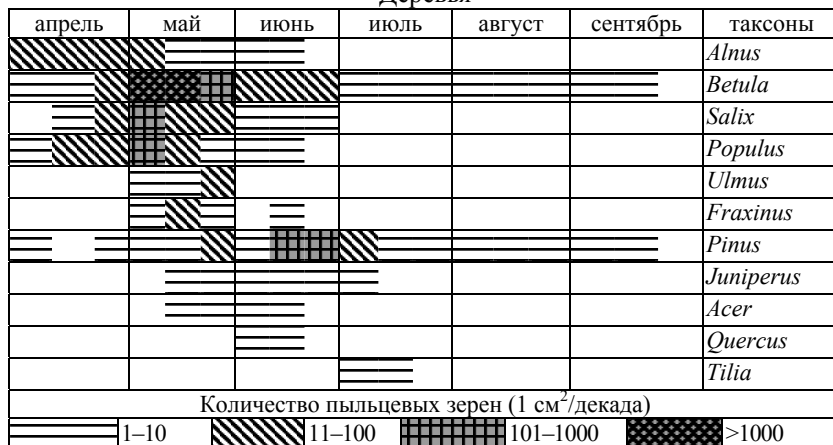 Деревья
апрель май июнь июль август сентябрь таксоны
Alnus
Betula
Salix
Populus
Ulmus
Fraxinus
Pinus
Juniperus
Acer
Quercus
Tilia
Количество пыльцевых зерен (1 см²/декада)
1–10 11–100 101–1000 >1000